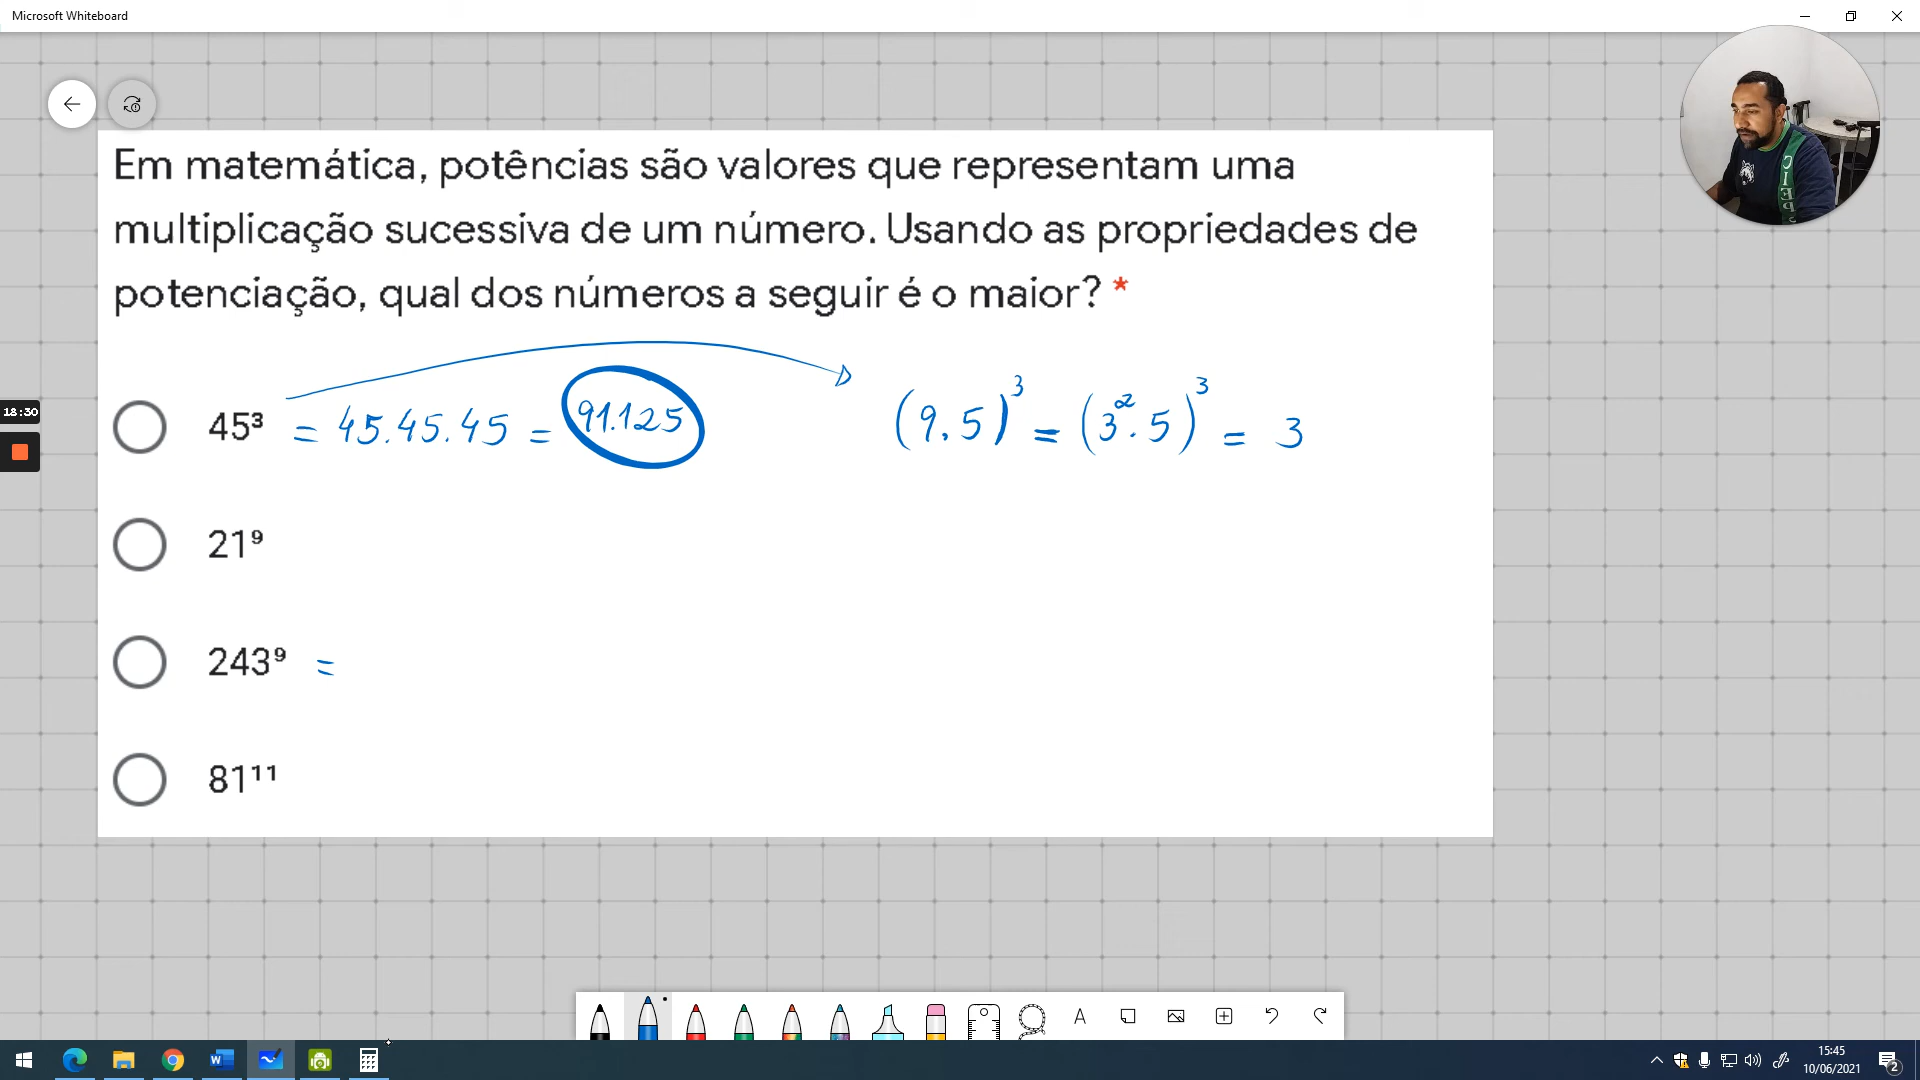 Microsoft Whiteboard
Em matemática, potências são valores que representam uma
multiplicação sucessiva de um número. Usando as propriedades de
potenciação, qual dos números a seguir é o maior? *
45³ = 45.45.45 = 91.125 (9.5)³ = (3².5)³ = 3
21⁹
243⁹ =
81¹¹
18:30
CIEP
15:45
10/06/2021
2